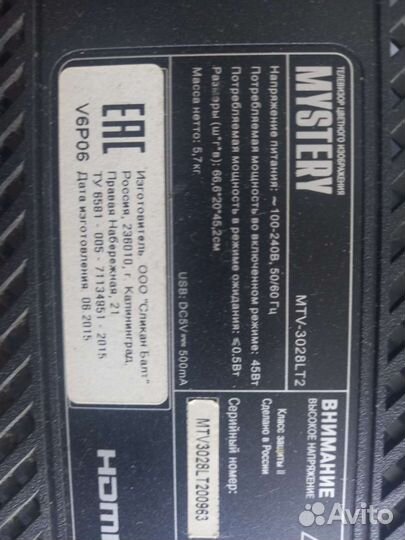 ТЕЛЕВИЗОР ЦВЕТНОГО ИЗОБРАЖЕНИЯ
MYSTERY
MTV-3028LT2
Напряжение питания: ~ 100-240В, 50/60 Гц
Потребляемая мощность во включенном режиме: 45Вт
Потребляемая мощность в режиме ожидания: ≤0.5Вт
Размеры (ш*г*в): 66,6*20*45,2см
Масса нетто: 5,7кг
USB: DC5V 500mA
ЕАС
V6P06
Изготовитель: ООО "Сликан Балт"
Россия, 236010, г. Калининград
Правая Набережная, 21
ТУ 6581 - 005 - 71134951 - 2015
Дата изготовления: 06 2015
ВНИМАНИЕ
ВЫСОКОЕ НАПРЯЖЕНИЕ
Класс защиты II
Сделано в России
Серийный номер:
MTV3028LT200963
HDMI
Avito